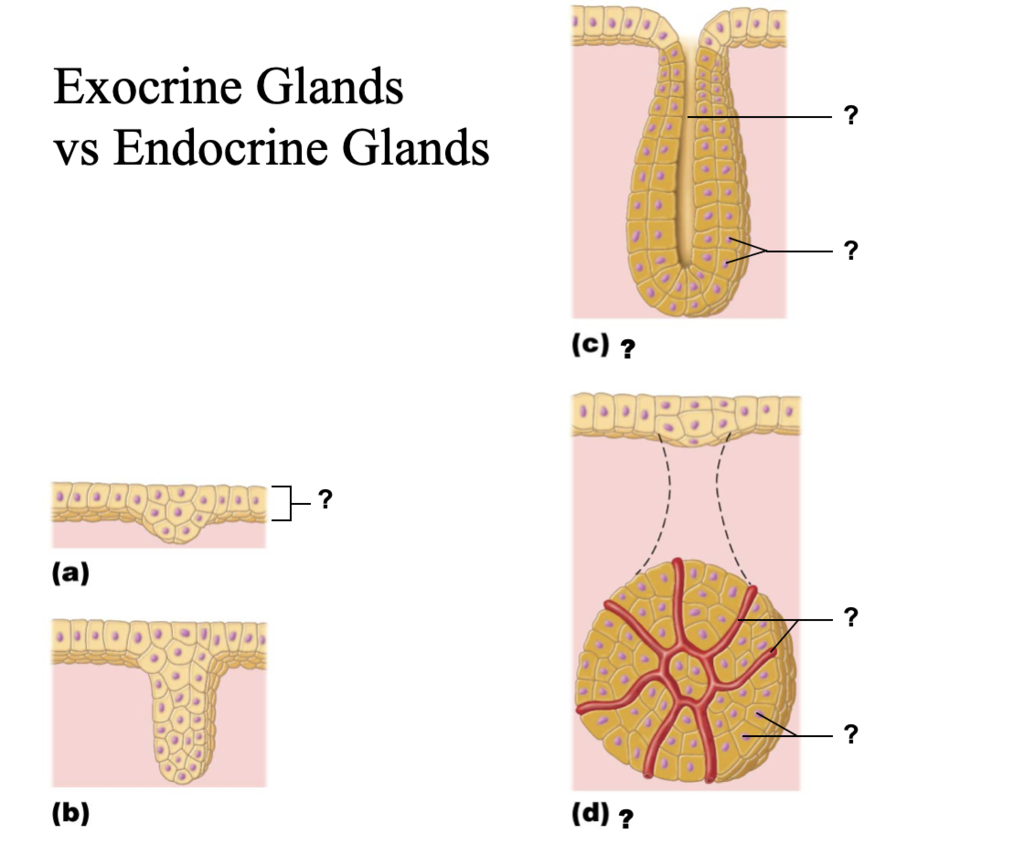 Exocrine Glands
vs Endocrine Glands
?
?
(c) ?
?
(a)
(b)
?
?
(d) ?